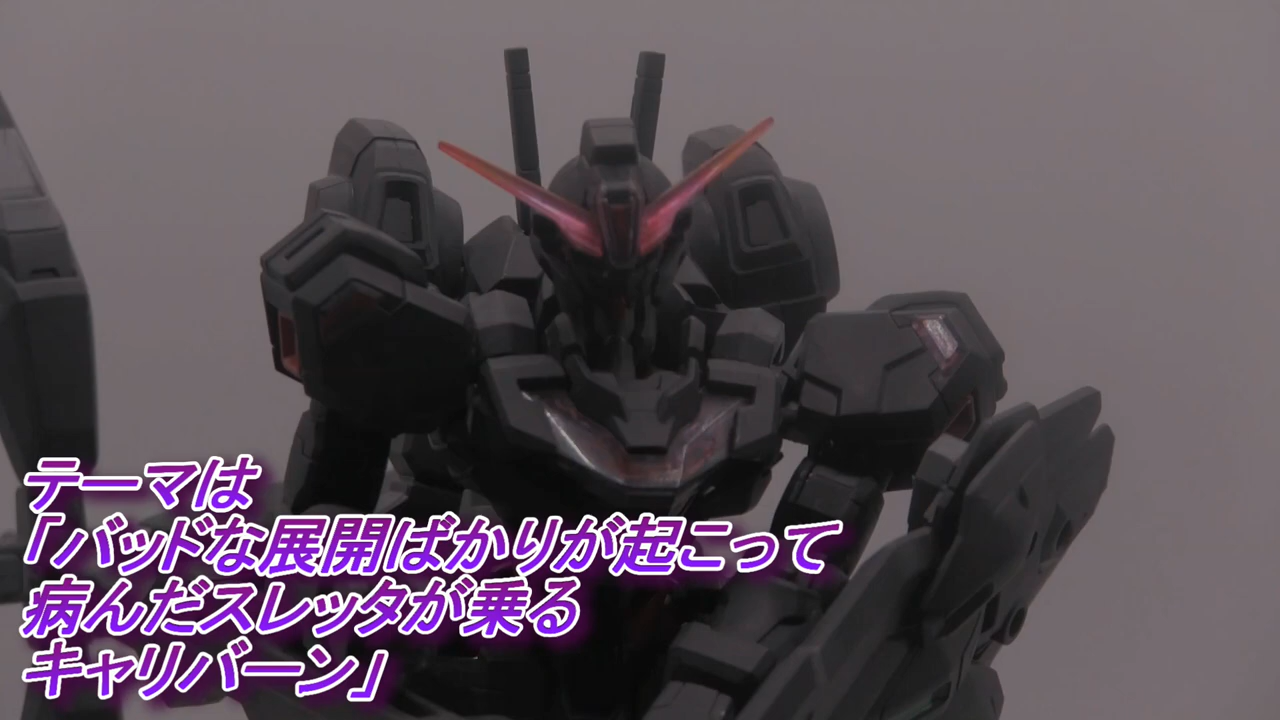 テーマは
「バッドな展開ばかりが起こって
病んだスレッタが乗る
キャリバーン」